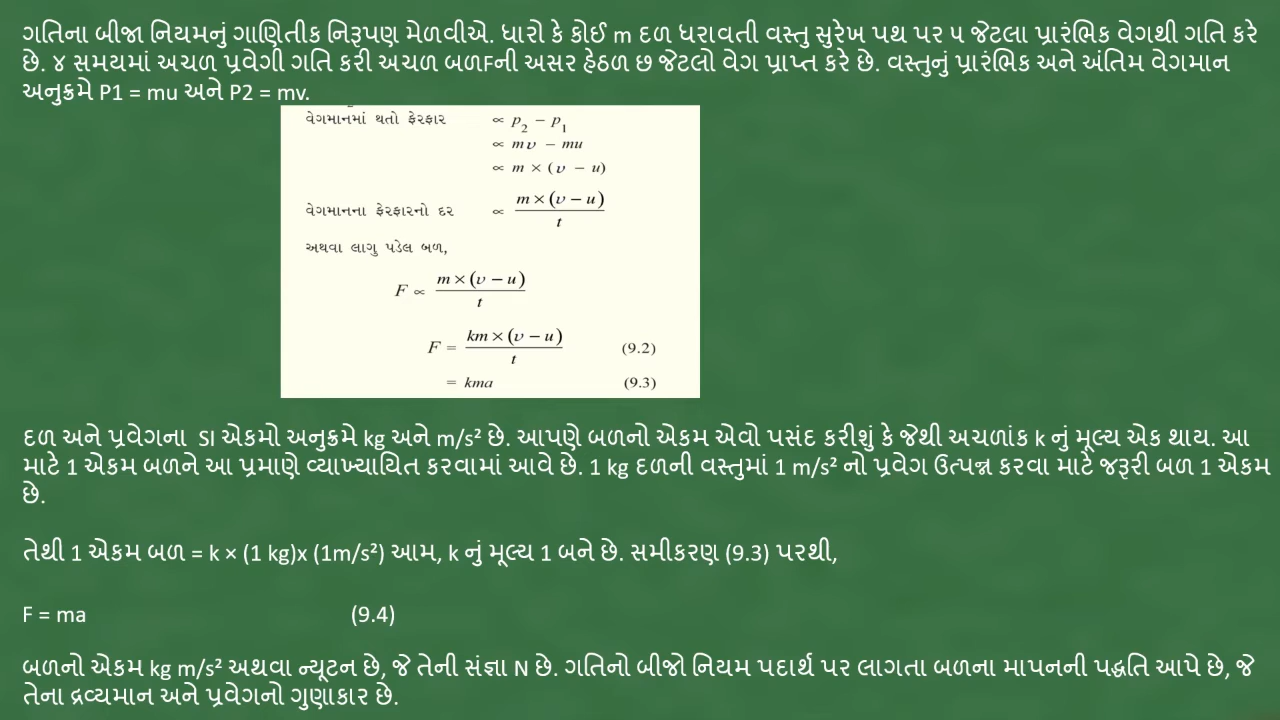 ગતિના બીજા નિયમનું ગાણિતીક નિરૂપણ મેળવીએ. ધારો કે કોઈ m દળ ધરાવતી વસ્તુ સુરેખ પથ પર ૫ જેટલા પ્રારંભિક વેગથી ગતિ કરે
છે. ૪ સમયમાં અચળ પ્રવેગી ગતિ કરી અચળ બળFની અસર હેઠળ છ જેટલો વેગ પ્રાપ્ત કરે છે. વસ્તુનું પ્રારંભિક અને અંતિમ વેગમાન
અનુક્રમે P1 = mu અને P2 = mv.
વેગમાનમાં થતો ફેરફાર ∝ p₂ − p₁
∝ mv − mu
∝ m × (v − u)
વેગમાનના ફેરફારનો દર ∝ m × (v − u) / t
અથવા લાગુ પડેલ બળ,
F ∝ m × (v − u) / t
F = km × (v − u) / t (9.2)
= kma (9.3)
દળ અને પ્રવેગના SI એકમો અનુક્રમે kg અને m/s² છે. આપણે બળનો એકમ એવો પસંદ કરીશું કે જેથી અચળાંક k નું મૂલ્ય એક થાય. આ
માટે 1 એકમ બળને આ પ્રમાણે વ્યાખ્યાયિત કરવામાં આવે છે. 1 kg દળની વસ્તુમાં 1 m/s² નો પ્રવેગ ઉત્પન્ન કરવા માટે જરૂરી બળ 1 એકમ
છે.
તેથી 1 એકમ બળ = k × (1 kg)x (1m/s²) આમ, k નું મૂલ્ય 1 બને છે. સમીકરણ (9.3) પરથી,
F = ma (9.4)
બળનો એકમ kg m/s² અથવા ન્યૂટન છે, જે તેની સંજ્ઞા N છે. ગતિનો બીજો નિયમ પદાર્થ પર લાગતા બળના માપનની પદ્ધતિ આપે છે, જે
તેના દ્રવ્યમાન અને પ્રવેગનો ગુણાકાર છે.